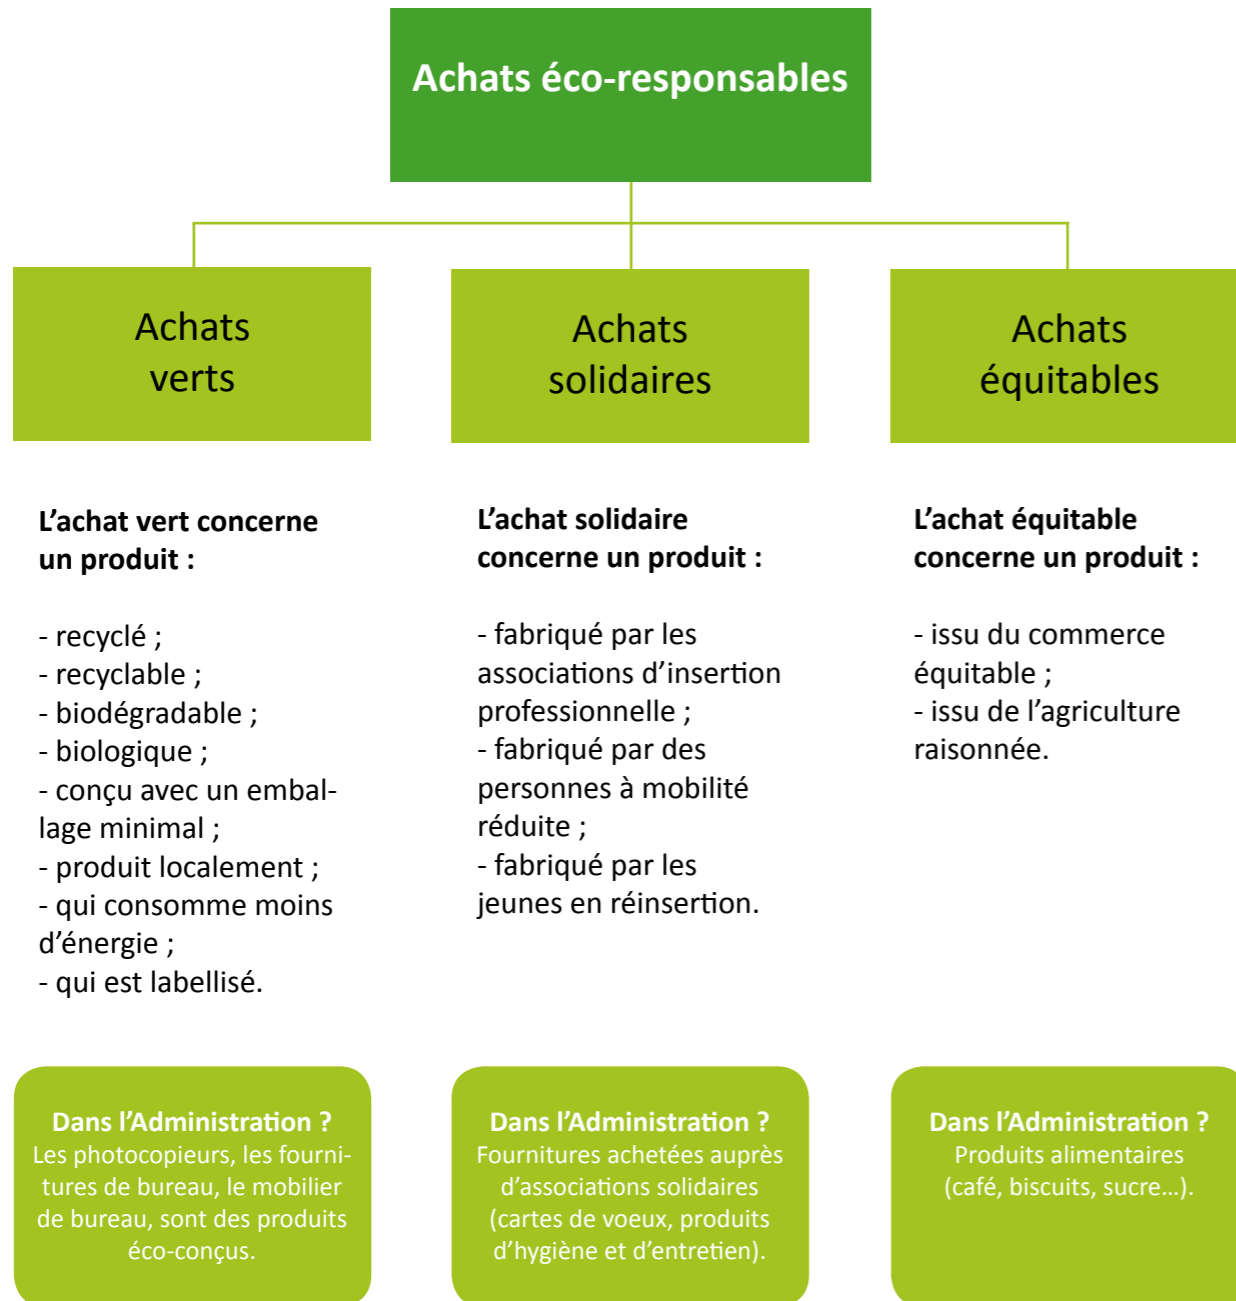 Achats éco-responsables
Achats
verts
L’achat vert concerne
un produit :
- recyclé ;
- recyclable ;
- biodégradable ;
- biologique ;
- conçu avec un embal-
lage minimal ;
- produit localement ;
- qui consomme moins
d’énergie ;
- qui est labellisé.
Dans l’Administration ?
Les photocopieurs, les fourni-
tures de bureau, le mobilier
de bureau, sont des produits
éco-conçus.
Achats
solidaires
L’achat solidaire
concerne un produit :
- fabriqué par les
associations d’insertion
professionnelle ;
- fabriqué par des
personnes à mobilité
réduite ;
- fabriqué par les
jeunes en réinsertion.
Dans l’Administration ?
Fournitures achetées auprès
d’associations solidaires
(cartes de voeux, produits
d’hygiène et d’entretien).
Achats
équitables
L’achat équitable
concerne un produit :
- issu du commerce
équitable ;
- issu de l’agriculture
raisonnée.
Dans l’Administration ?
Produits alimentaires
(café, biscuits, sucre…).